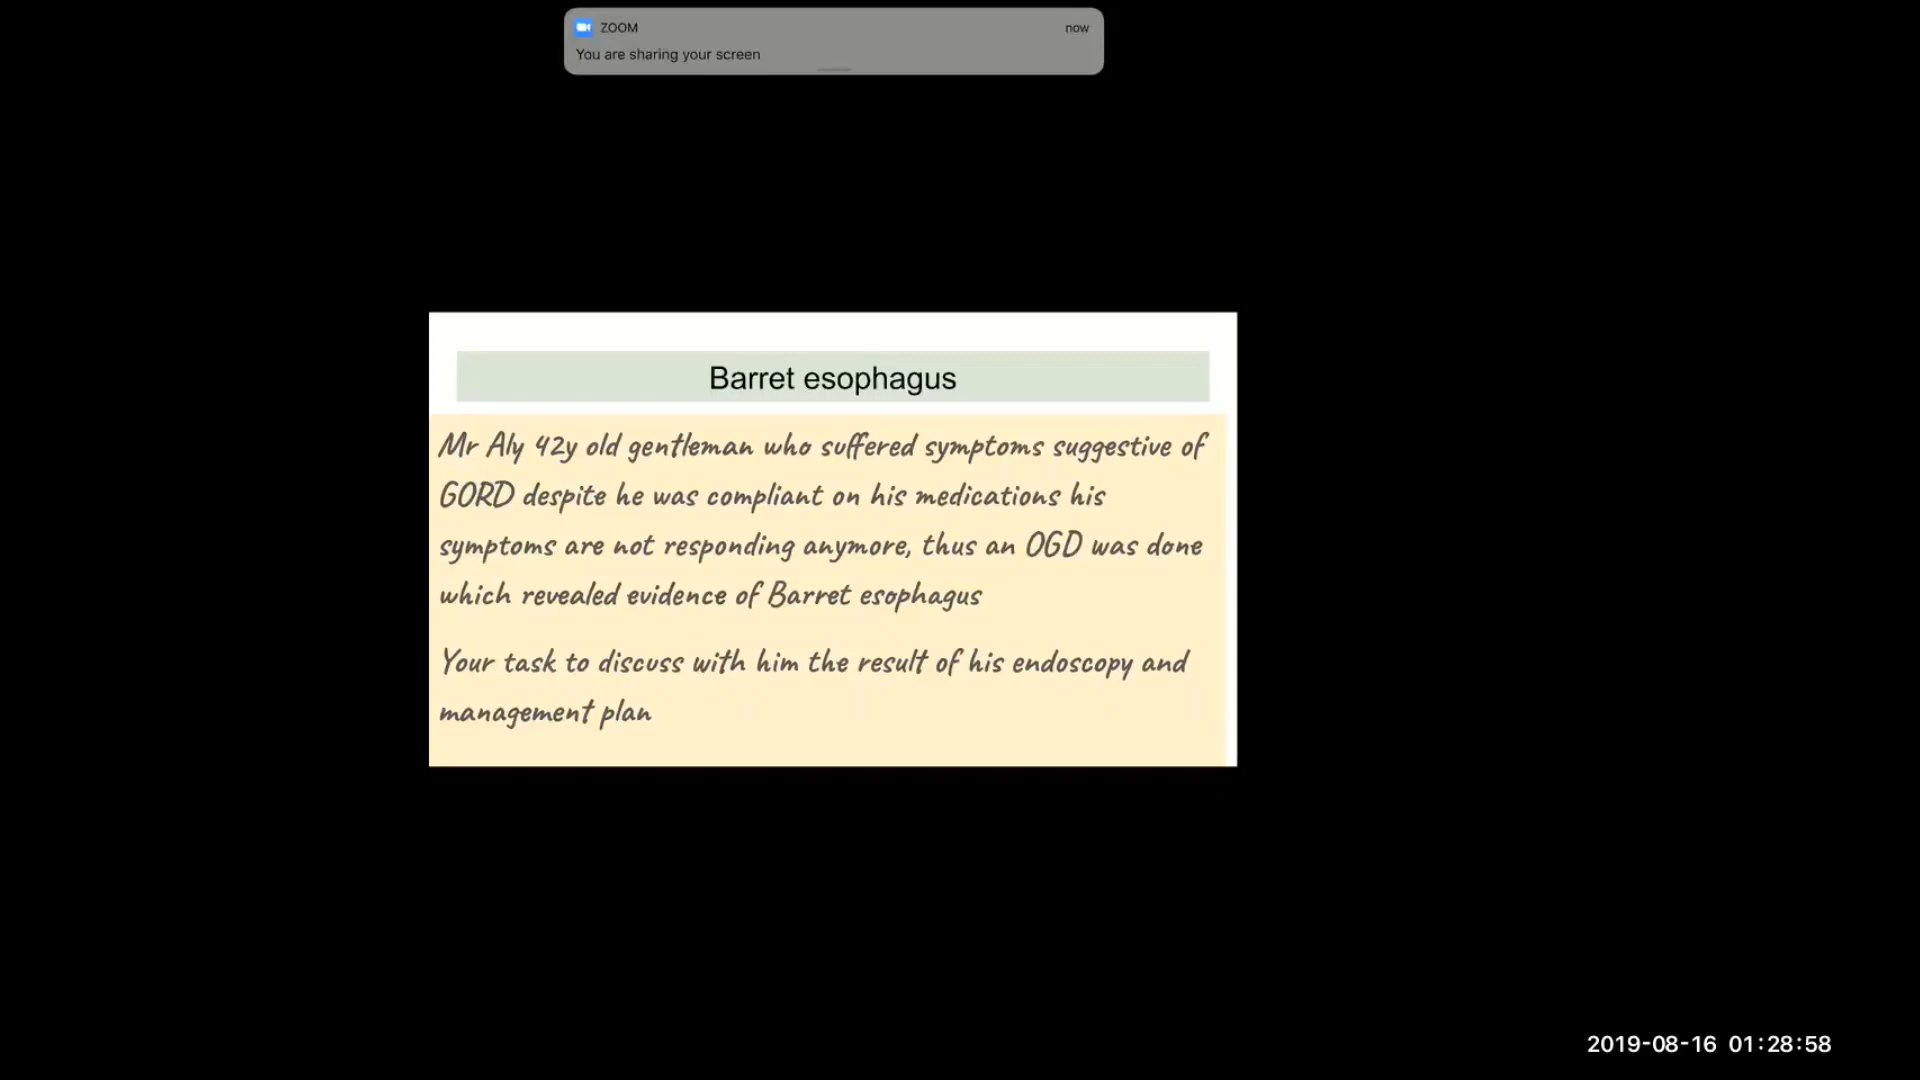 ZOOM
now
You are sharing your screen
Barret esophagus
Mr Aly 42y old gentleman who suffered symptoms suggestive of
GORD despite he was compliant on his medications his
symptoms are not responding anymore, thus an OGD was done
which revealed evidence of Barret esophagus
Your task to discuss with him the result of his endoscopy and
management plan
2019-08-16 01:28:58